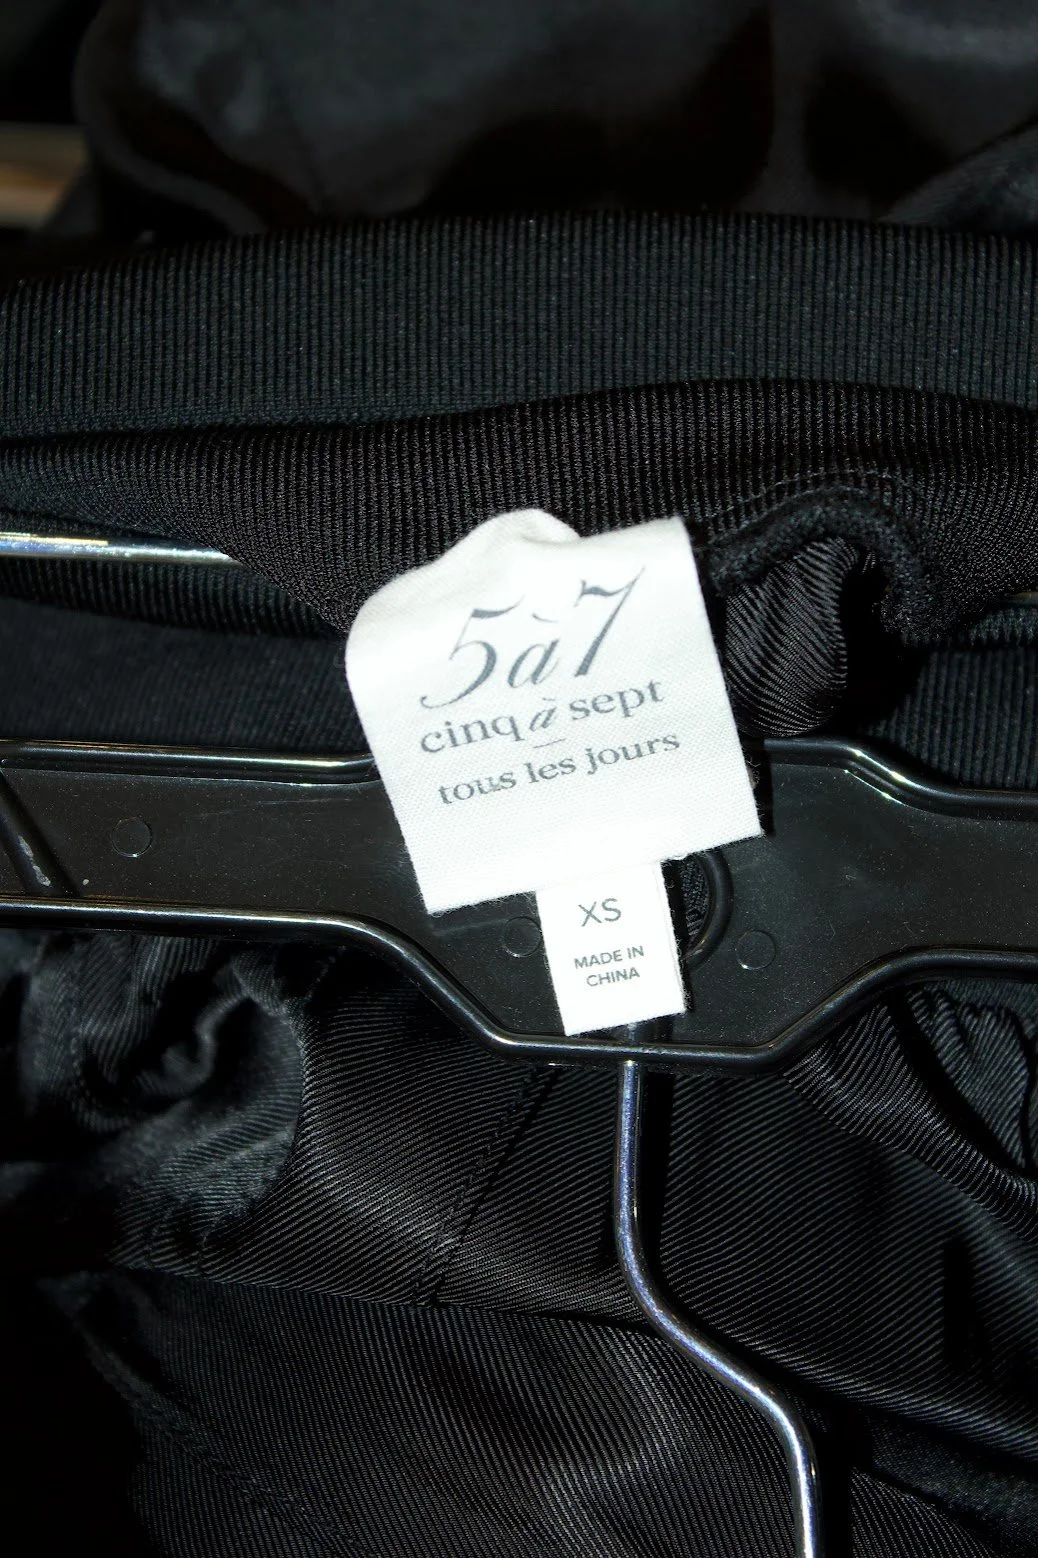 5à7
cinq à sept
tous les jours
XS
MADE IN
CHINA